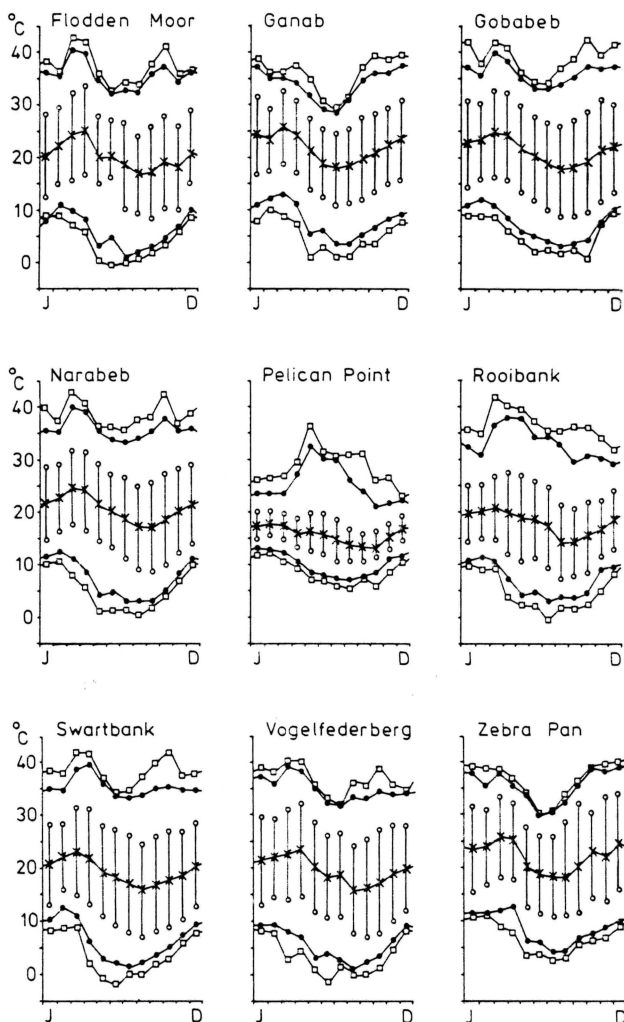 °C Flodden Moor Ganab Gobabeb
40
30
20
10
0
J D J D J D
°C Narabeb Pelican Point Rooibank
40
30
20
10
0
J D J D J D
°C Swartbank Vogelfederberg Zebra Pan
40
30
20
10
0
J D J D J D